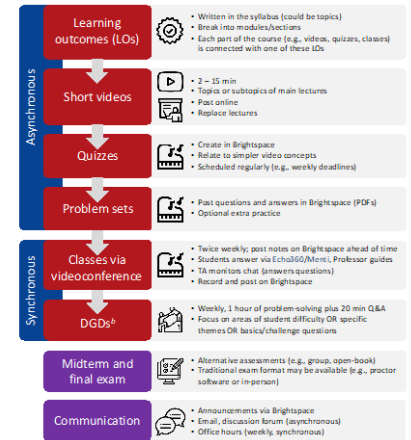 Asynchronous
Learning
outcomes (LOs)
• Written in the syllabus (could be topics)
• Break into modules/sections
• Each part of the course (e.g., videos, quizzes, classes)
is connected with one of these LOs
Short videos
• 2 – 15 min
• Topics or subtopics of main lectures
• Post online
• Replace lectures
Quizzes
• Create in Brightspace
• Relate to simpler video concepts
• Scheduled regularly (e.g., weekly deadlines)
Problem sets
• Post questions and answers in Brightspace (PDFs)
• Optional extra practice
Synchronous
Classes via
videoconference
• Twice weekly; post notes on Brightspace ahead of time
• Students answer via Echo360/Menti, Professor guides
• TA monitors chat (answers questions)
• Record and post on Brightspace
DGDsᵇ
• Weekly, 1 hour of problem-solving plus 20 min Q&A
• Focus on areas of student difficulty OR specific
themes OR basics/challenge questions
Midterm and
final exam
• Alternative assessments (e.g., group, open-book)
• Traditional exam format may be available (e.g., proctor
software or in-person)
Communication
• Announcements via Brightspace
• Email, discussion forum (asynchronous)
• Office hours (weekly, synchronous)